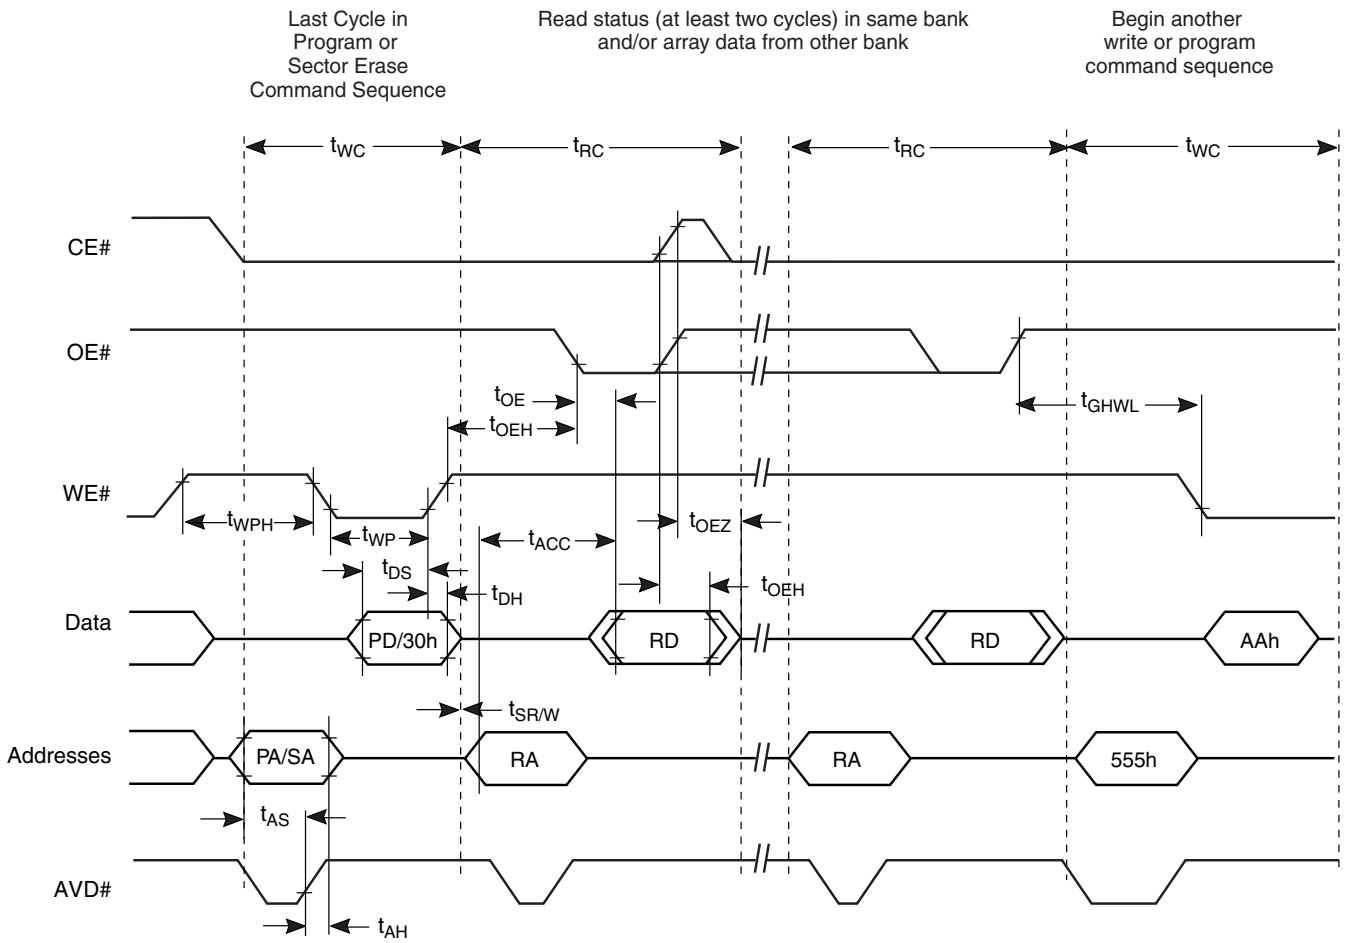 Last Cycle in
Program or
Sector Erase
Command Sequence
Read status (at least two cycles) in same bank
and/or array data from other bank
Begin another
write or program
command sequence
tWC
tRC
tRC
tWC
CE#
OE#
tOE
tOEH
tGHWL
WE#
tWPH
tWP
tACC
tOEZ
tDS
tDH
tOEH
Data
PD/30h
RD
RD
AAh
tSR/W
Addresses
PA/SA
RA
RA
555h
tAS
AVD#
tAH